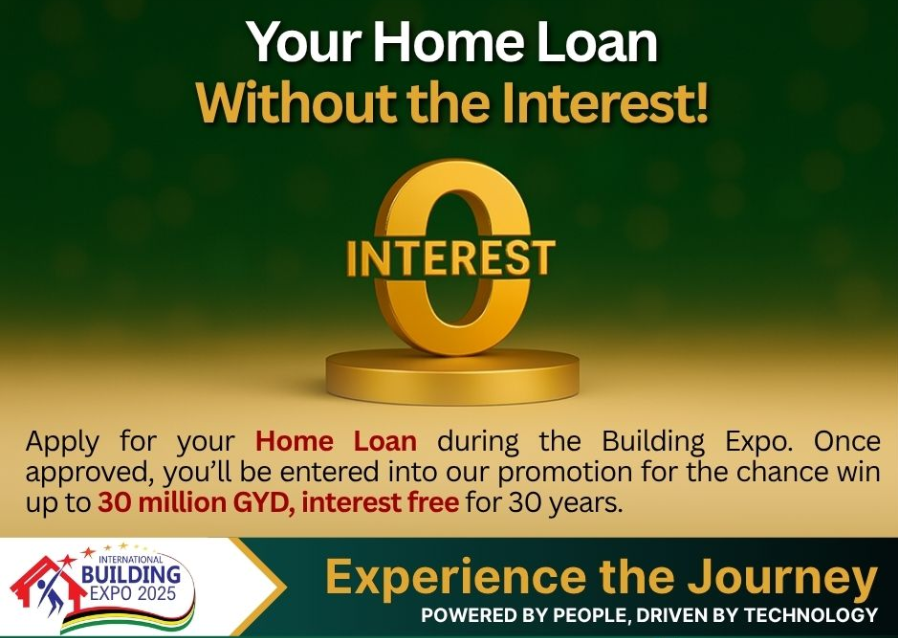 Your Home Loan
Without the Interest!
0
INTEREST
Apply for your Home Loan during the Building Expo. Once
approved, you'll be entered into our promotion for the chance win
up to 30 million GYD, interest free for 30 years.
INTERNATIONAL
BUILDING
EXPO 2025
Experience the Journey
POWERED BY PEOPLE, DRIVEN BY TECHNOLOGY